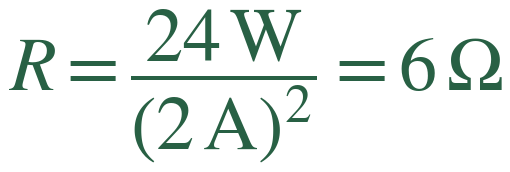 R = 24 W / (2 A)² = 6 Ω